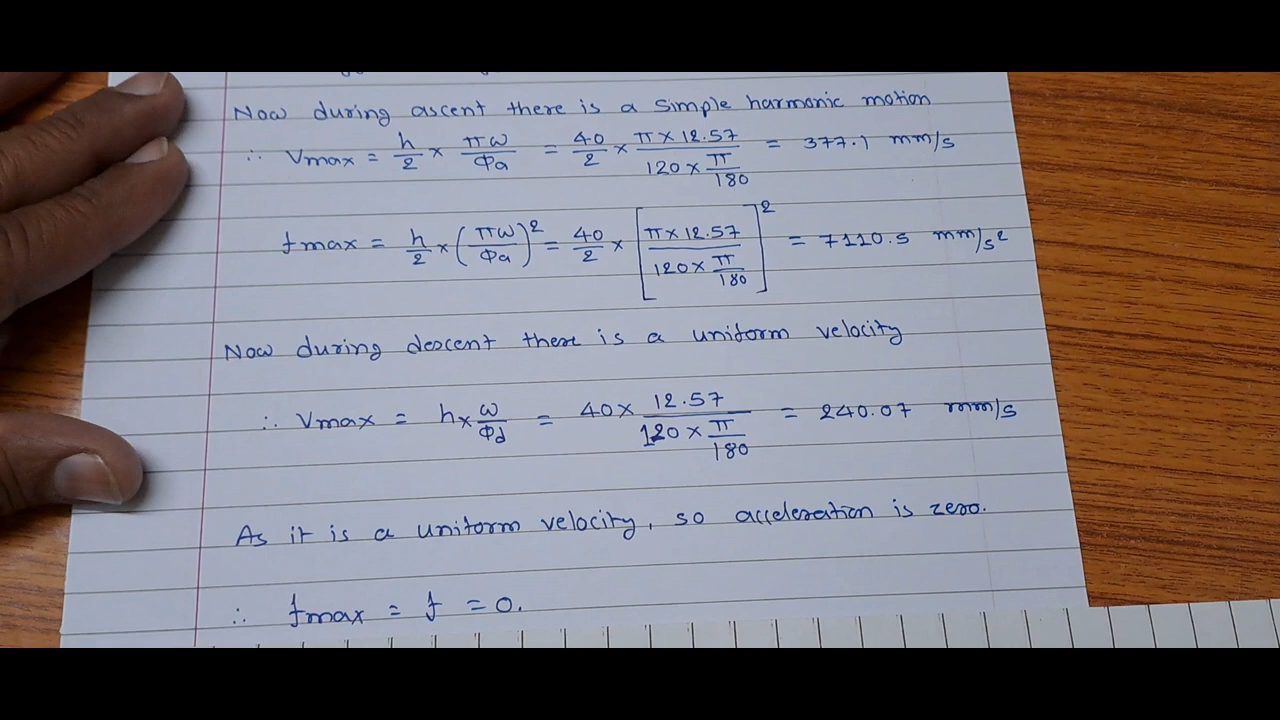 Now during ascent there is a simple harmonic motion
∴ Vmax = h/2 × πω/Φa = 40/2 × (π × 12.57)/(120 × π/180) = 377.1 mm/s
fmax = h/2 × (πω/Φa)² = 40/2 × [(π × 12.57)/(120 × π/180)]² = 7110.5 mm/s²
Now during descent there is a uniform velocity
∴ Vmax = h × ω/Φd = 40 × 12.57/(120 × π/180) = 240.07 mm/s
As it is a uniform velocity, so acceleration is zero.
∴ fmax = f = 0.